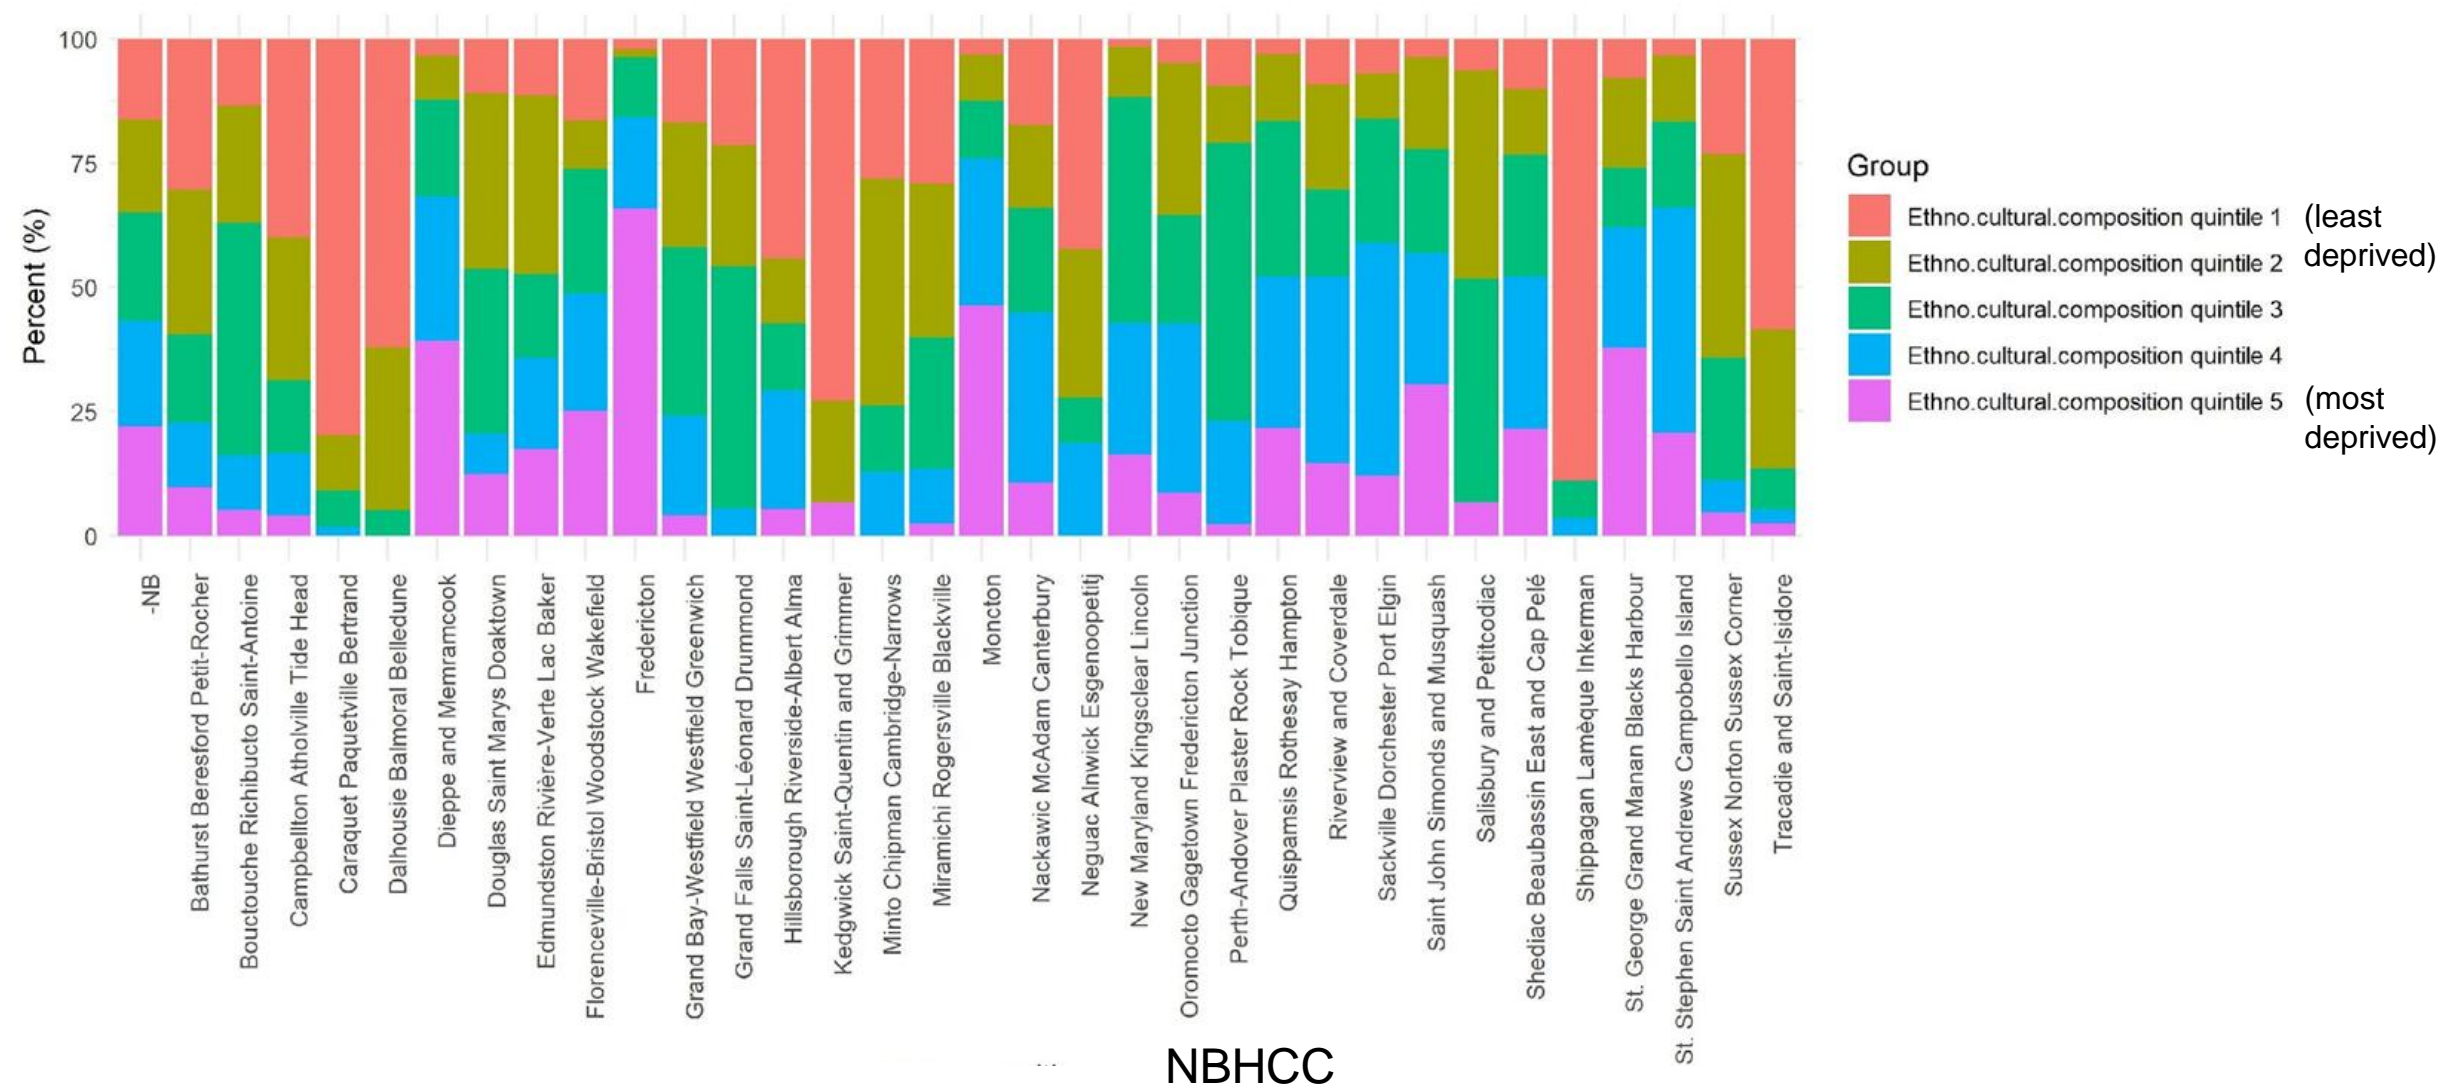 100
75
50
25
0
Percent (%)
-NB
Bathurst Beresford Petit-Rocher
Bouctouche Richibucto Saint-Antoine
Campbellton Atholville Tide Head
Caraquet Paquetville Bertrand
Dalhousie Balmoral Belledune
Dieppe and Memramcook
Douglas Saint Marys Doaktown
Edmundston Rivière-Verte Lac Baker
Florenceville-Bristol Woodstock Wakefield
Fredericton
Grand Bay-Westfield Westfield Greenwich
Grand Falls Saint-Léonard Drummond
Hillsborough Riverside-Albert Alma
Kedgwick Saint-Quentin and Grimmer
Minto Chipman Cambridge-Narrows
Miramichi Rogersville Blackville
Moncton
Nackawic McAdam Canterbury
Neguac Alnwick Esgenoopetitj
New Maryland Kingsclear Lincoln
Oromocto Gagetown Fredericton Junction
Perth-Andover Plaster Rock Tobique
Quispamsis Rothesay Hampton
Riverview and Coverdale
Sackville Dorchester Port Elgin
Saint John Simonds and Musquash
Salisbury and Petitcodiac
Shediac Beaubassin East and Cap Pelé
Shippagan Lamèque Inkerman
St. George Grand Manan Blacks Harbour
St. Stephen Saint Andrews Campobello Island
Sussex Norton Sussex Corner
Tracadie and Saint-Isidore
NBHCC
Group
Ethno.cultural.composition quintile 1 (least
Ethno.cultural.composition quintile 2 deprived)
Ethno.cultural.composition quintile 3
Ethno.cultural.composition quintile 4
Ethno.cultural.composition quintile 5 (most
deprived)